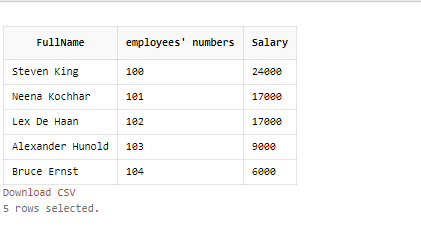 FullName employees' numbers Salary
Steven King 100 24000
Neena Kochhar 101 17000
Lex De Haan 102 17000
Alexander Hunold 103 9000
Bruce Ernst 104 6000
Download CSV
5 rows selected.